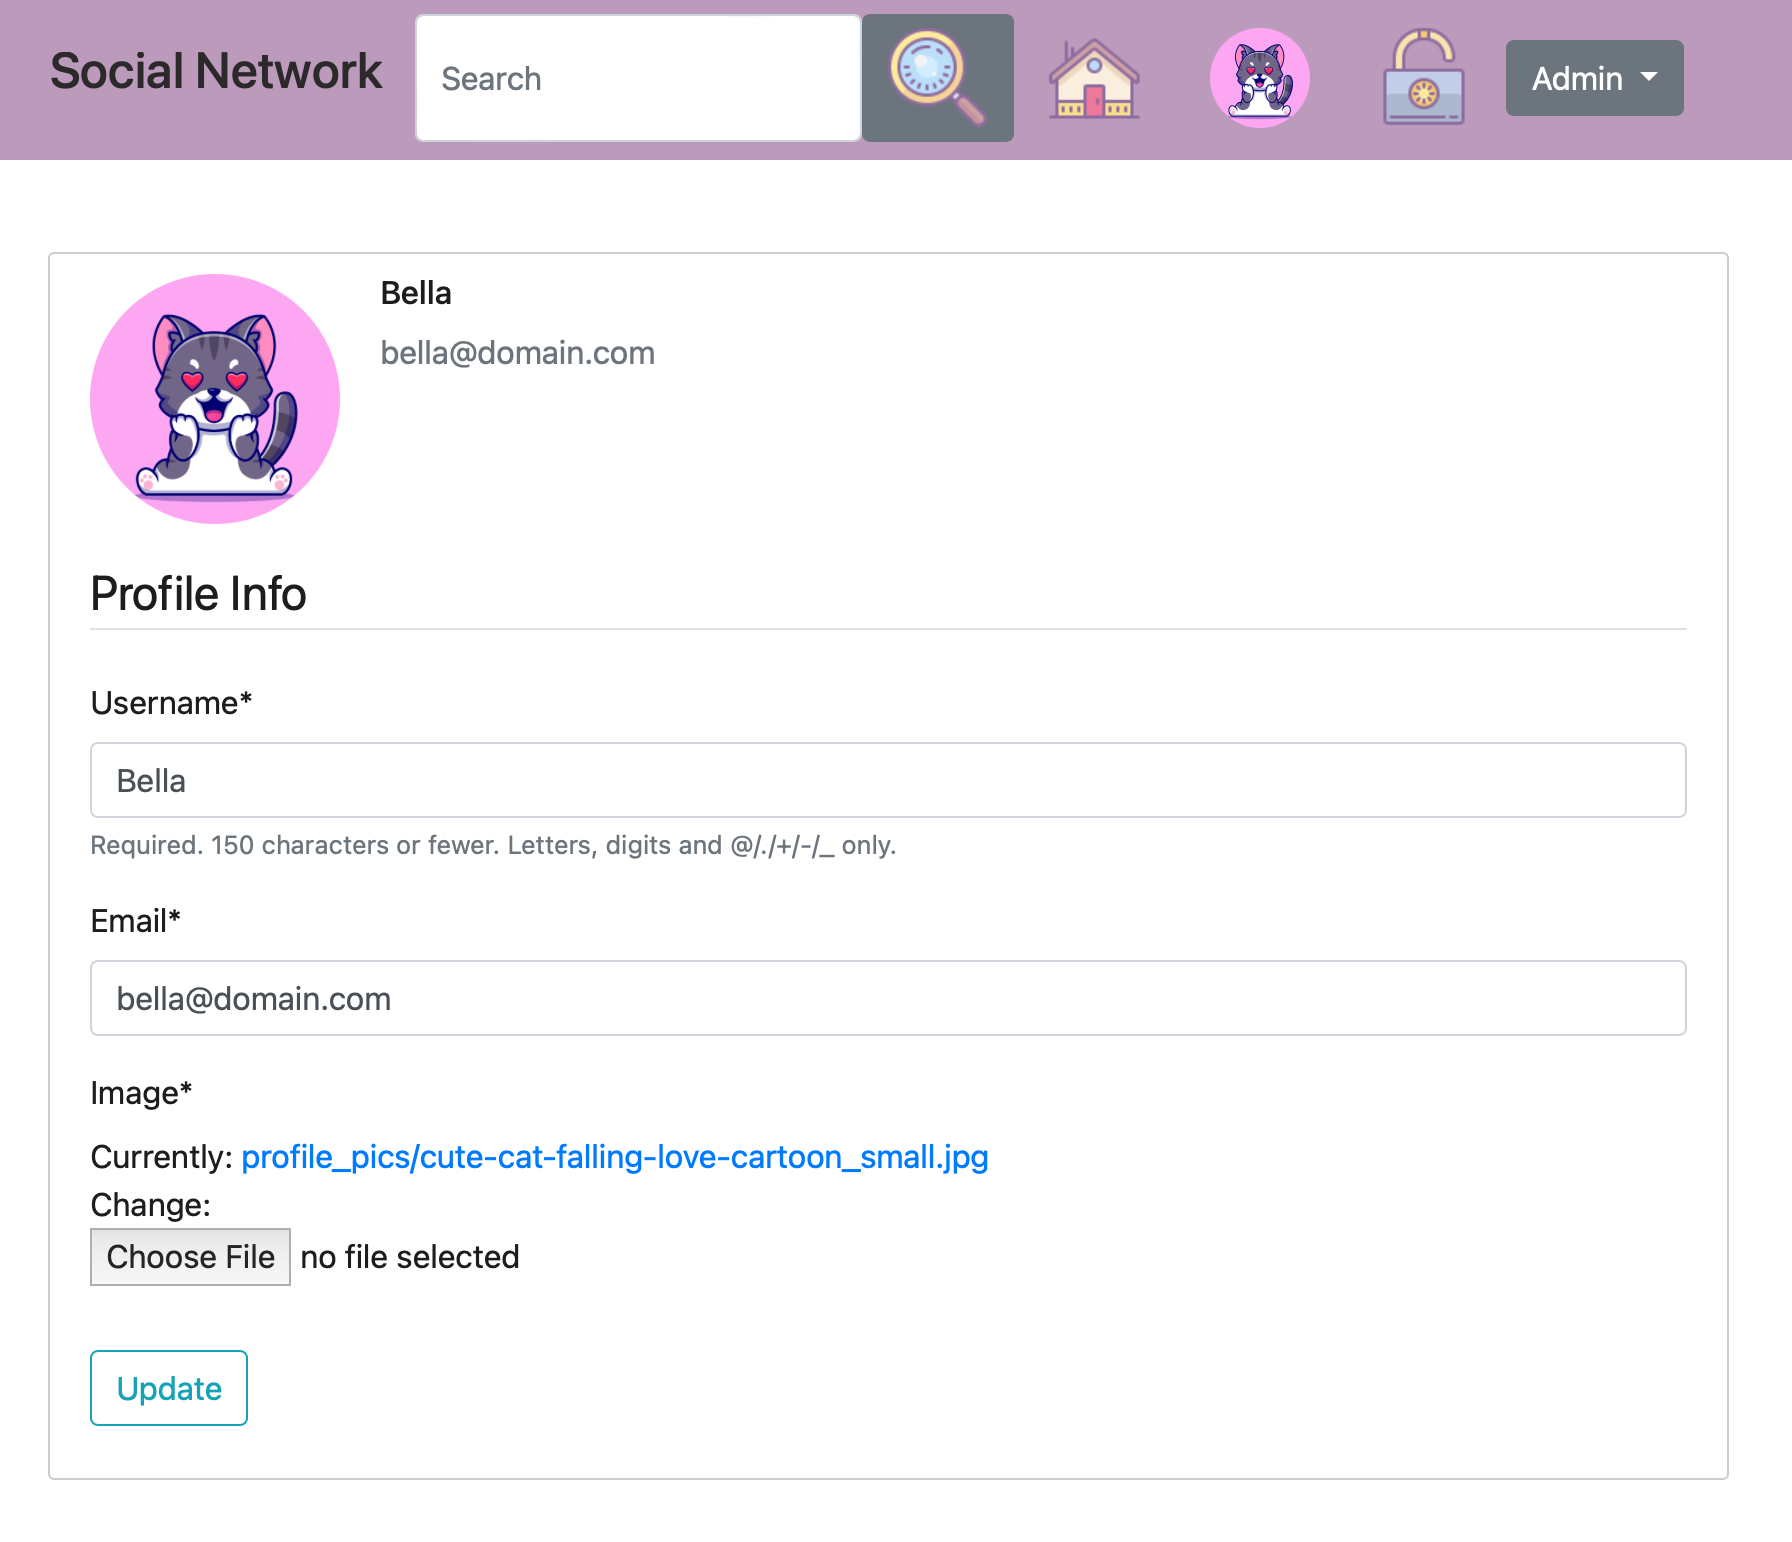 Social Network
Search
Admin
Bella
bella@domain.com
Profile Info
Username*
Bella
Required. 150 characters or fewer. Letters, digits and @/./+/-/_ only.
Email*
bella@domain.com
Image*
Currently: profile_pics/cute-cat-falling-love-cartoon_small.jpg
Change:
Choose File no file selected
Update